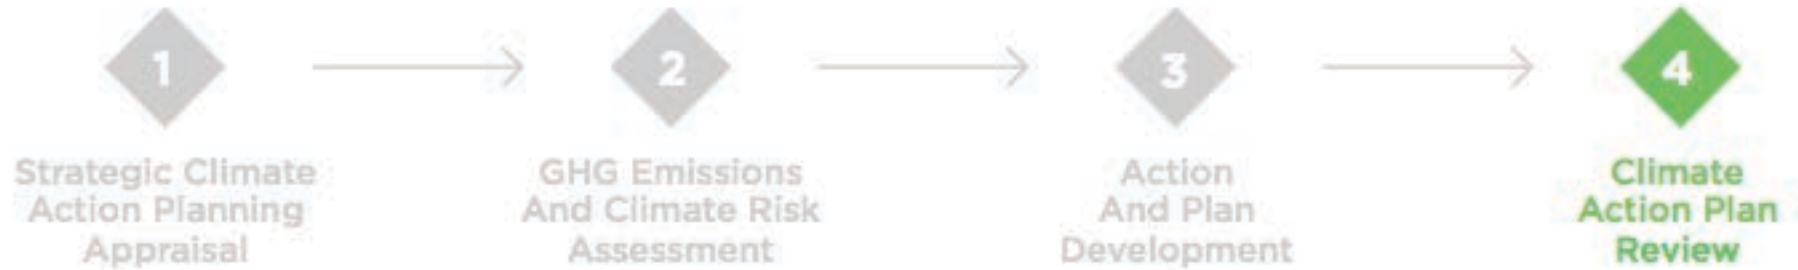 1
2
3
4
Strategic Climate
Action Planning
Appraisal
GHG Emissions
And Climate Risk
Assessment
Action
And Plan
Development
Climate
Action Plan
Review